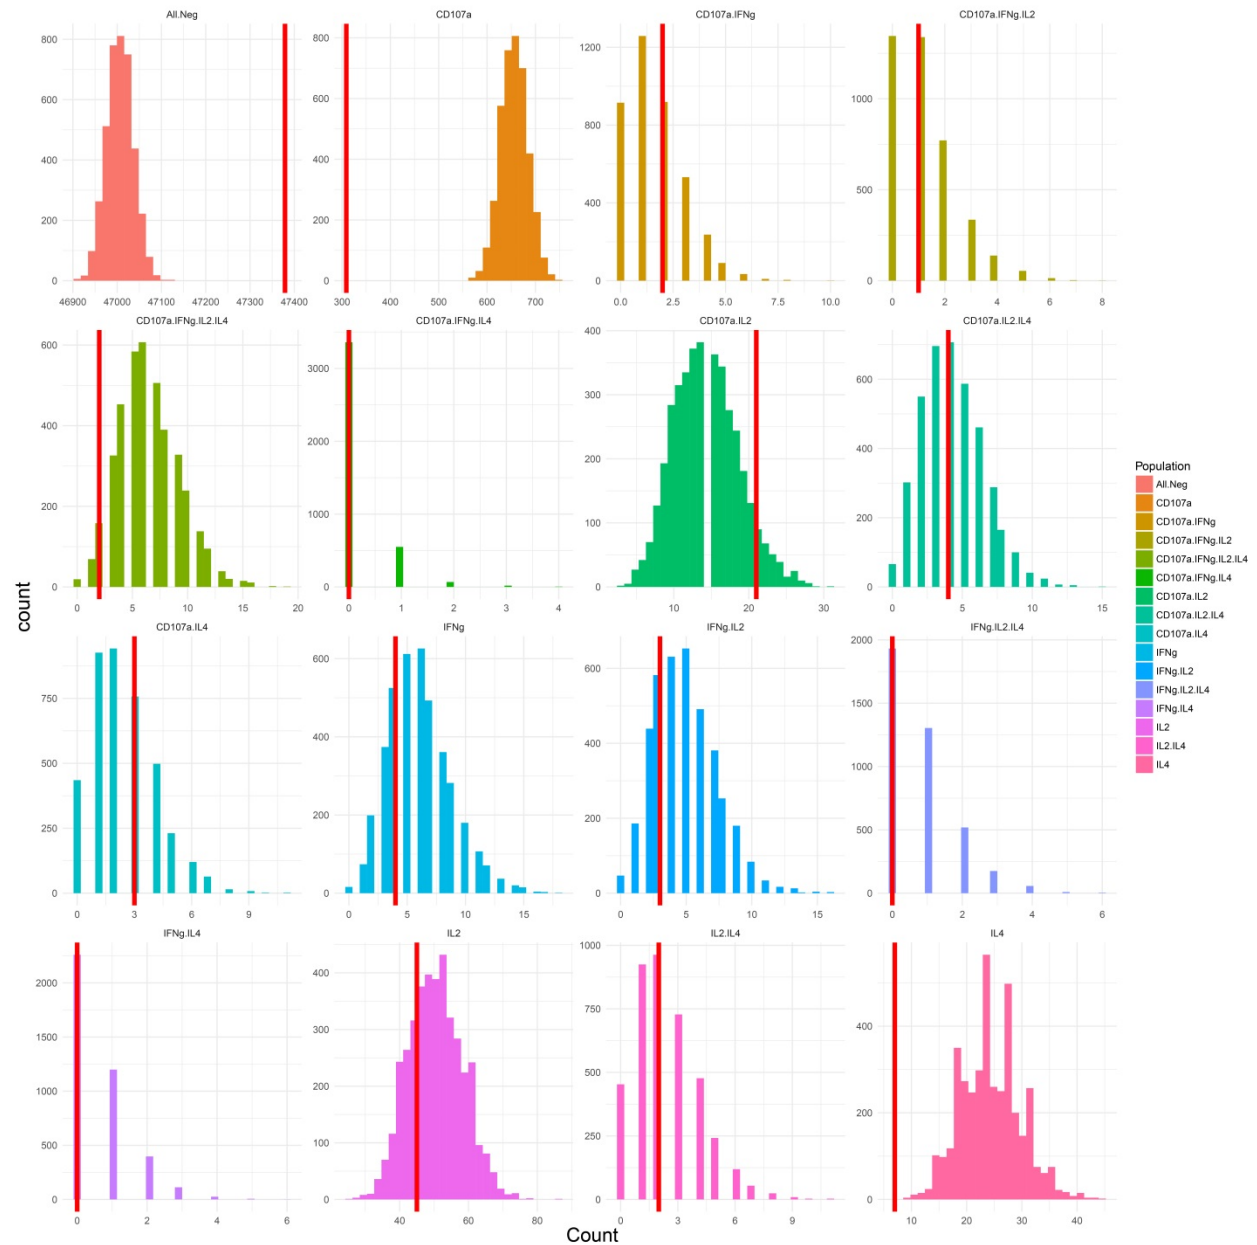 All.Neg
CD107a
CD107a.IFNg
CD107a.IFNg.IL2
800
600
400
200
0
46900 47000 47100 47200 47300 47400
800
600
400
200
0
300 400 500 600 700
1200
800
400
0
0.0 2.5 5.0 7.5 10.0
1000
500
0
0 2 4 6 8
CD107a.IFNg.IL2.IL4
CD107a.IFNg.IL4
CD107a.IL2
CD107a.IL2.IL4
600
400
200
0
0 5 10 15 20
3000
2000
1000
0
0 1 2 3 4
400
300
200
100
0
10 20 30
600
400
200
0
0 5 10 15
CD107a.IL4
IFNg
IFNg.IL2
IFNg.IL2.IL4
750
500
250
0
0 3 6 9
600
400
200
0
0 5 10 15
600
400
200
0
0 5 10 15
2000
1500
1000
500
0
0 2 4 6
IFNg.IL4
IL2
IL2.IL4
IL4
2000
1500
1000
500
0
0 2 4 6
400
300
200
100
0
40 60 80
1000
750
500
250
0
0 3 6 9
400
200
0
10 20 30 40
count
Count
Population
All.Neg
CD107a
CD107a.IFNg
CD107a.IFNg.IL2
CD107a.IFNg.IL2.IL4
CD107a.IFNg.IL4
CD107a.IL2
CD107a.IL2.IL4
CD107a.IL4
IFNg
IFNg.IL2
IFNg.IL2.IL4
IFNg.IL4
IL2
IL2.IL4
IL4